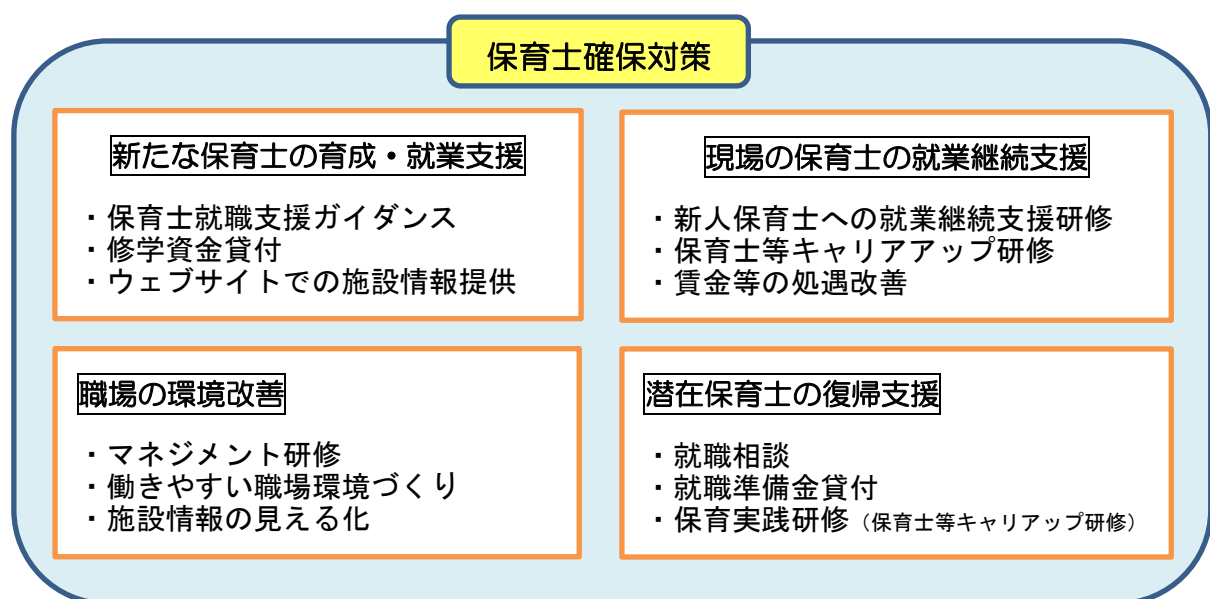 保育士確保対策
新たな保育士の育成・就業支援
・保育士就職支援ガイダンス
・修学資金貸付
・ウェブサイトでの施設情報提供
現場の保育士の就業継続支援
・新人保育士への就業継続支援研修
・保育士等キャリアアップ研修
・賃金等の処遇改善
職場の環境改善
・マネジメント研修
・働きやすい職場環境づくり
・施設情報の見える化
潜在保育士の復帰支援
・就職相談
・就職準備金貸付
・保育実践研修（保育士等キャリアップ研修）